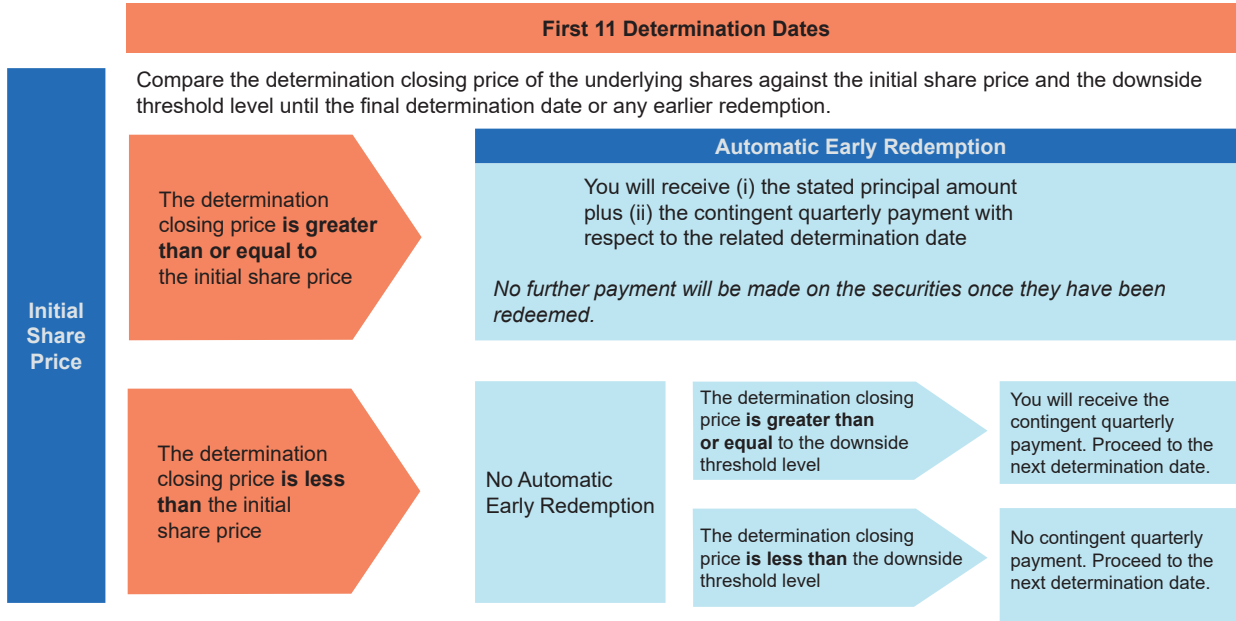 First 11 Determination Dates
Compare the determination closing price of the underlying shares against the initial share price and the downside
threshold level until the final determination date or any earlier redemption.
Initial
Share
Price
The determination
closing price is greater
than or equal to
the initial share price
Automatic Early Redemption
You will receive (i) the stated principal amount
plus (ii) the contingent quarterly payment with
respect to the related determination date
No further payment will be made on the securities once they have been
redeemed.
The determination
closing price is less
than the initial
share price
No Automatic
Early Redemption
The determination closing
price is greater than
or equal to the downside
threshold level
You will receive the
contingent quarterly
payment. Proceed to the
next determination date.
The determination closing
price is less than the downside
threshold level
No contingent quarterly
payment. Proceed to the
next determination date.